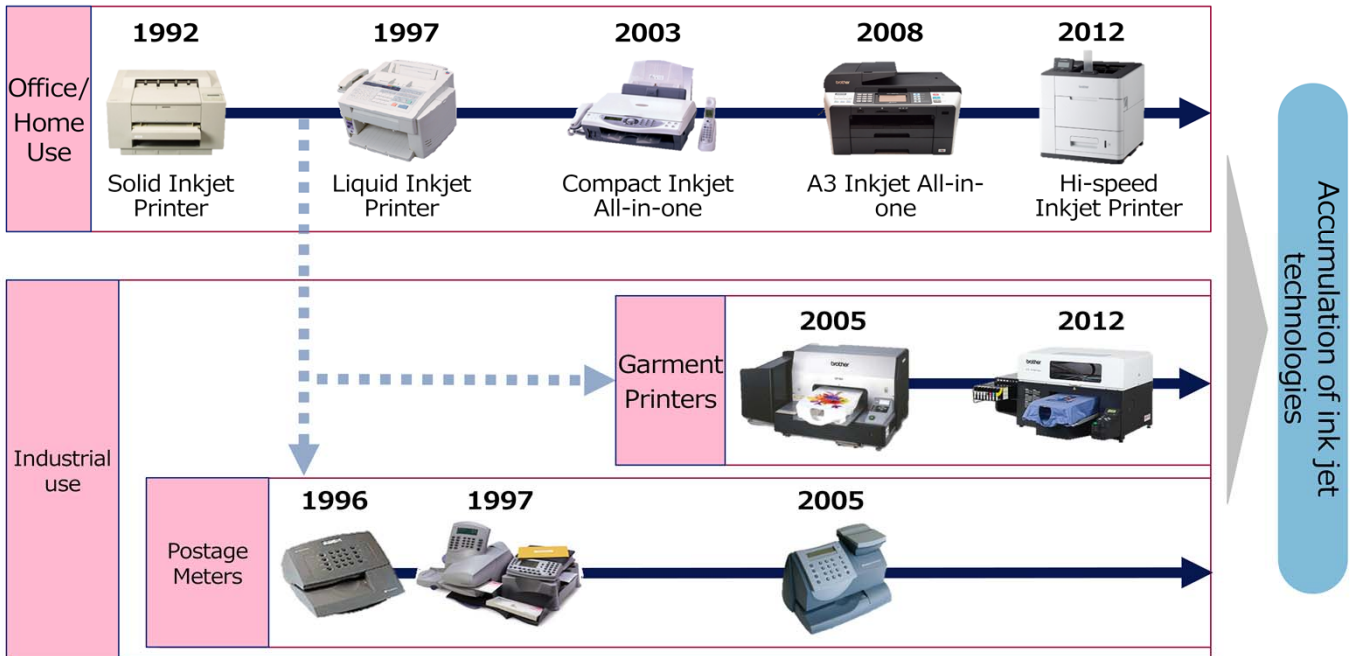 Office/
Home
Use
1992
1997
2003
2008
2012
Solid Inkjet
Printer
Liquid Inkjet
Printer
Compact Inkjet
All-in-one
A3 Inkjet All-in-
one
Hi-speed
Inkjet Printer
Industrial
use
Garment
Printers
2005
2012
brother
brother
Postage
Meters
1996
1997
2005
Accumulation of ink jet
technologies